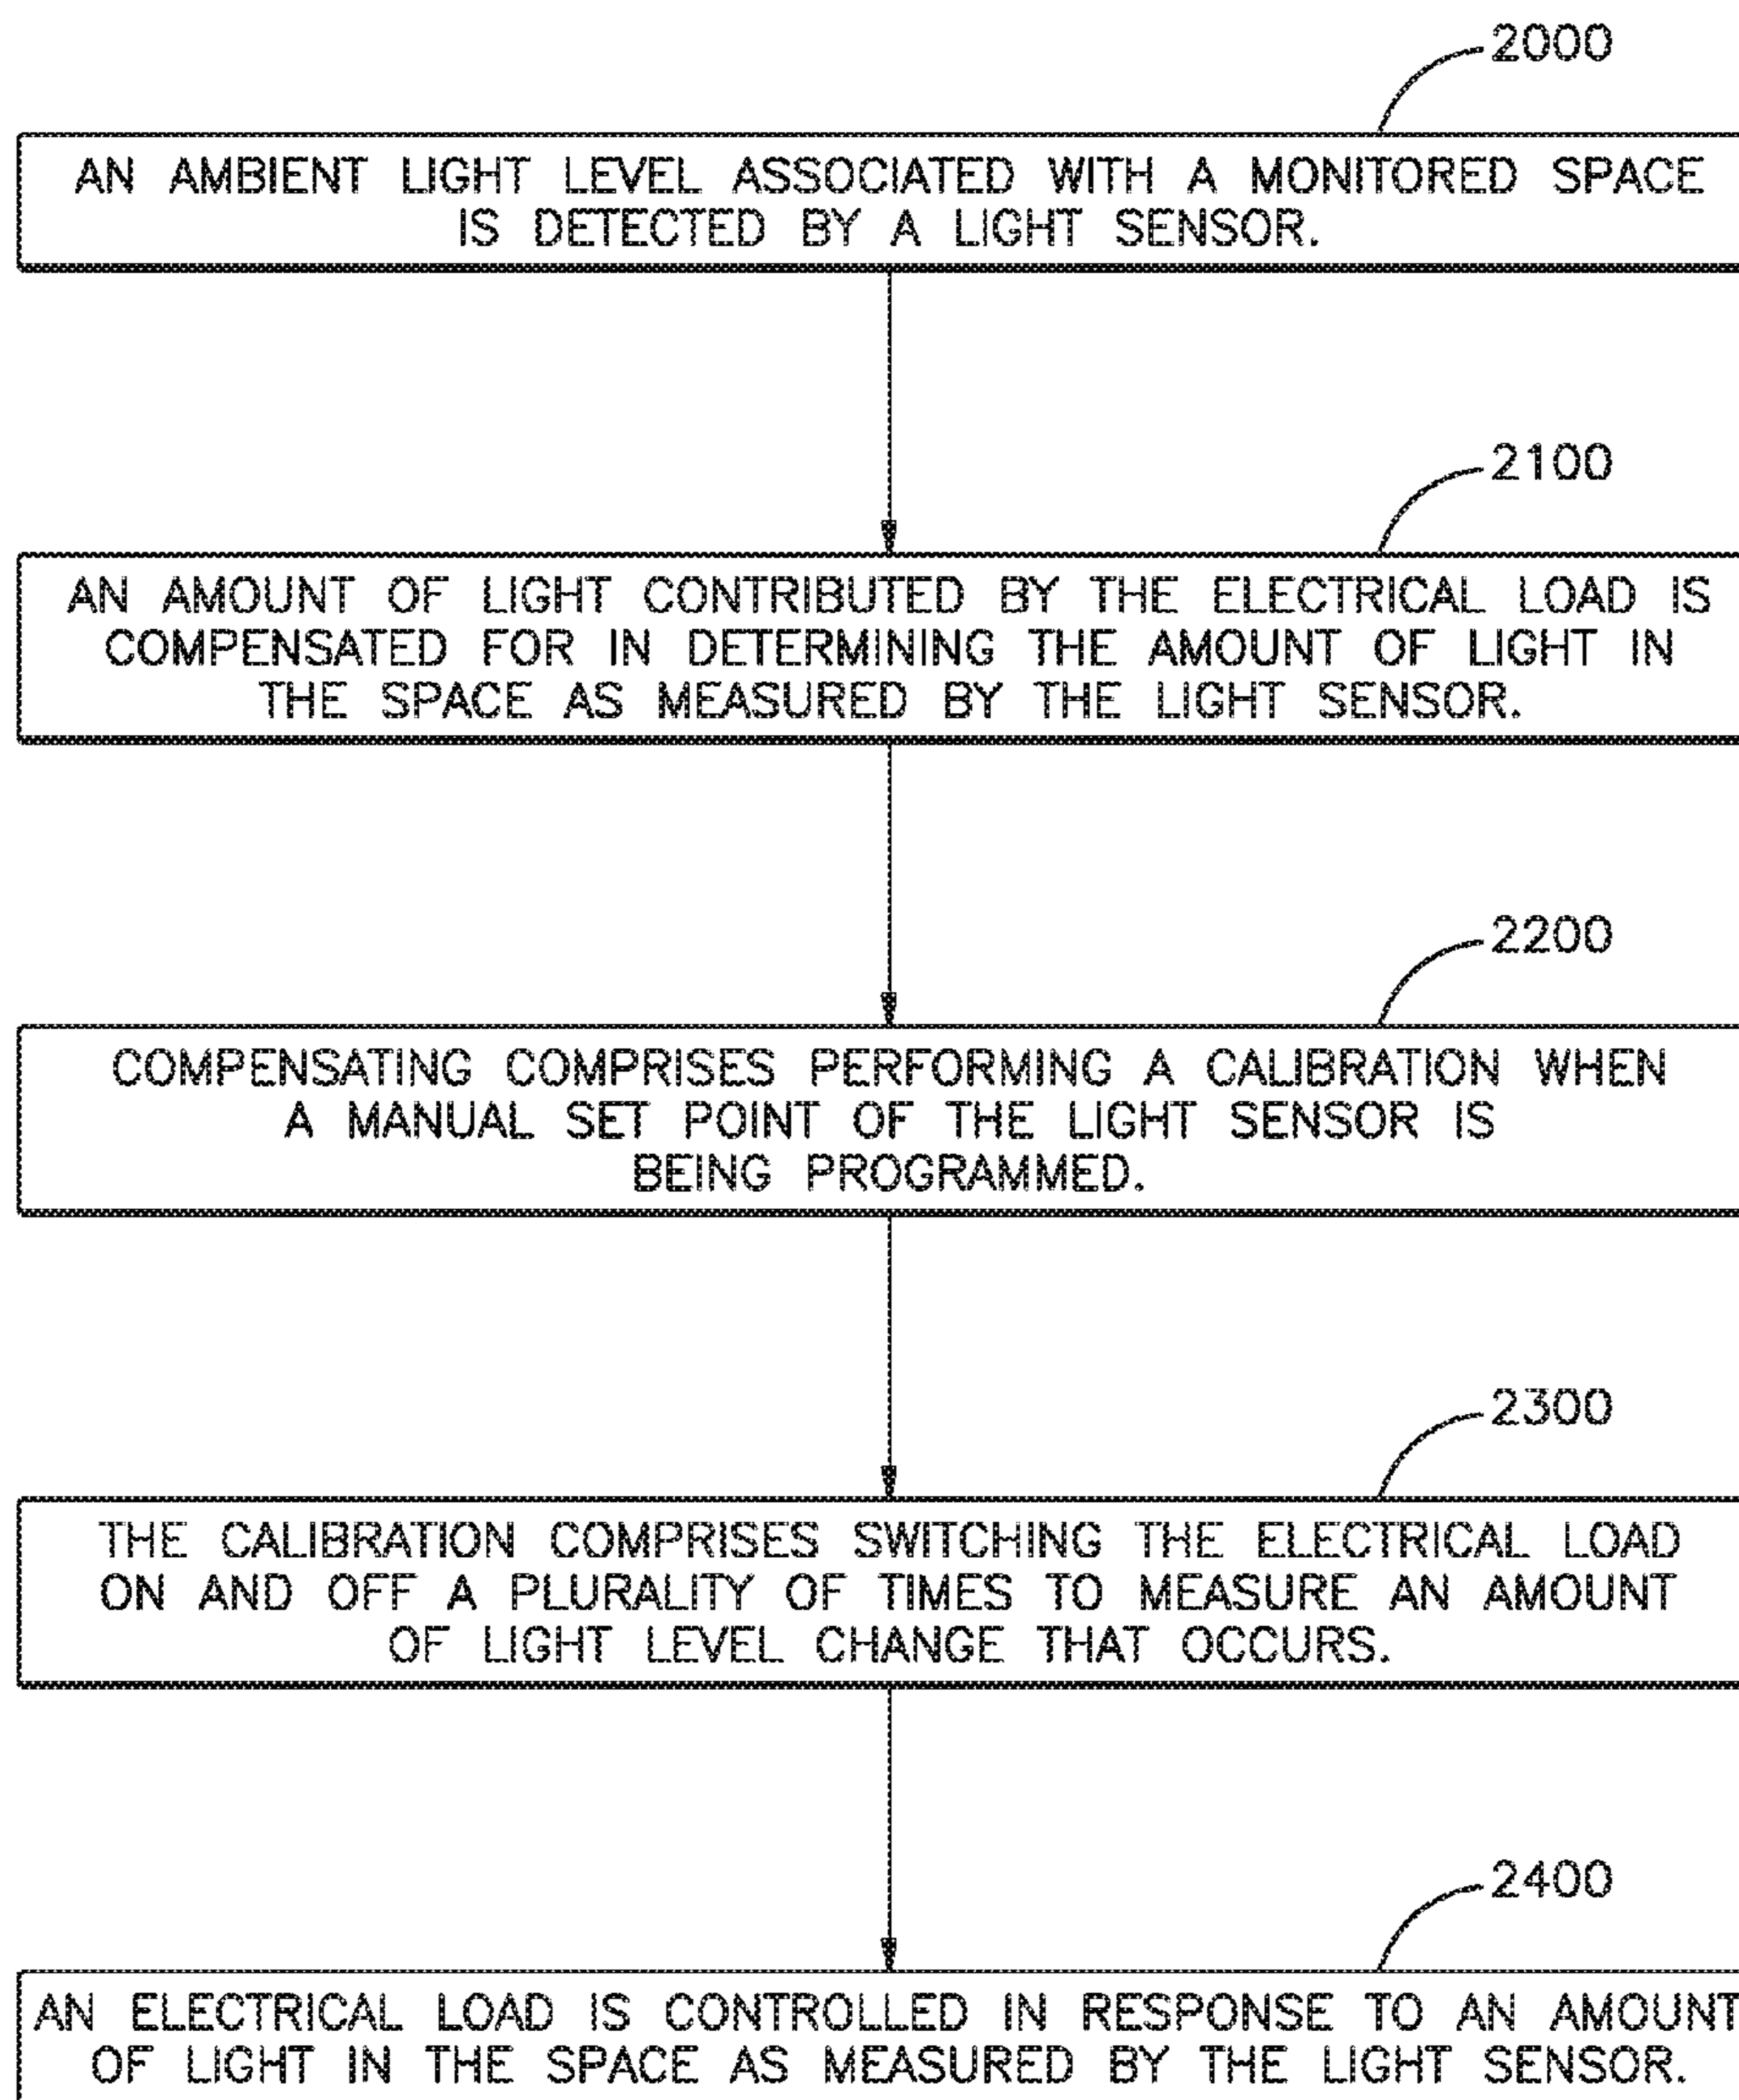 2000
AN AMBIENT LIGHT LEVEL ASSOCIATED WITH A MONITORED SPACE
IS DETECTED BY A LIGHT SENSOR.
2100
AN AMOUNT OF LIGHT CONTRIBUTED BY THE ELECTRICAL LOAD IS
COMPENSATED FOR IN DETERMINING THE AMOUNT OF LIGHT IN
THE SPACE AS MEASURED BY THE LIGHT SENSOR.
2200
COMPENSATING COMPRISES PERFORMING A CALIBRATION WHEN
A MANUAL SET POINT OF THE LIGHT SENSOR IS
BEING PROGRAMMED.
2300
THE CALIBRATION COMPRISES SWITCHING THE ELECTRICAL LOAD
ON AND OFF A PLURALITY OF TIMES TO MEASURE AN AMOUNT
OF LIGHT LEVEL CHANGE THAT OCCURS.
2400
AN ELECTRICAL LOAD IS CONTROLLED IN RESPONSE TO AN AMOUNT
OF LIGHT IN THE SPACE AS MEASURED BY THE LIGHT SENSOR.